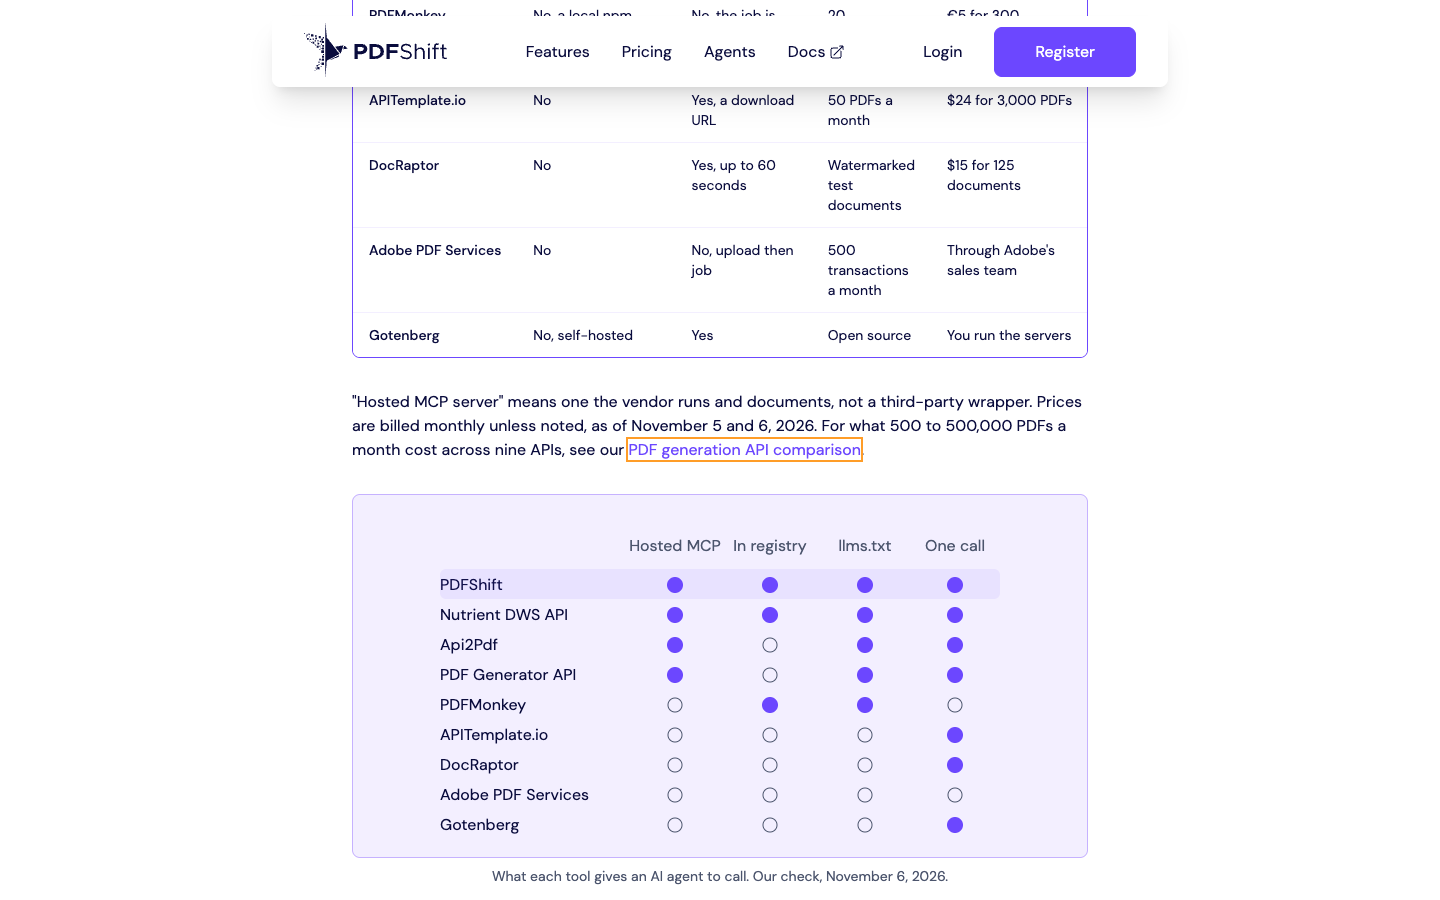 PDFShift
Features
Pricing
Agents
Docs
Login
Register
APITemplate.io No Yes, a download URL 50 PDFs a month $24 for 3,000 PDFs
DocRaptor No Yes, up to 60 seconds Watermarked test documents $15 for 125 documents
Adobe PDF Services No No, upload then job 500 transactions a month Through Adobe's sales team
Gotenberg No, self-hosted Yes Open source You run the servers
"Hosted MCP server" means one the vendor runs and documents, not a third-party wrapper. Prices
are billed monthly unless noted, as of November 5 and 6, 2026. For what 500 to 500,000 PDFs a
month cost across nine APIs, see our PDF generation API comparison.
Hosted MCP In registry llms.txt One call
PDFShift
Nutrient DWS API
Api2Pdf
PDF Generator API
PDFMonkey
APITemplate.io
DocRaptor
Adobe PDF Services
Gotenberg
What each tool gives an AI agent to call. Our check, November 6, 2026.